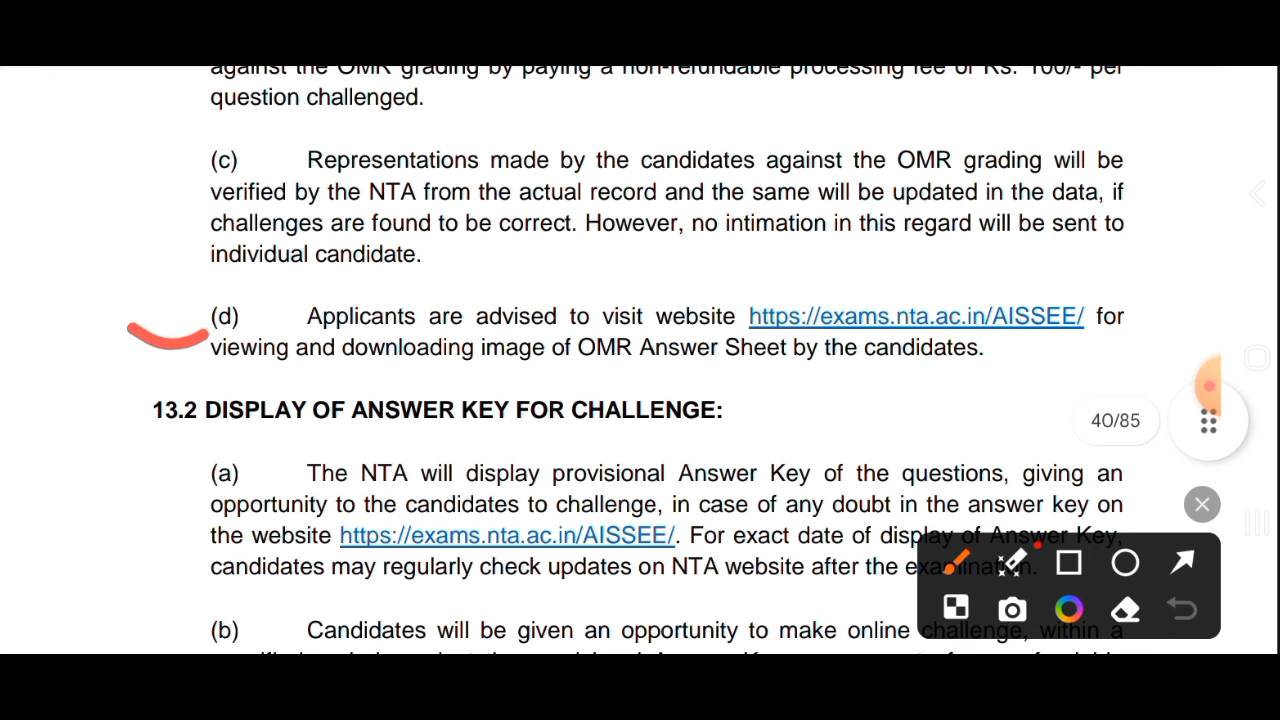 against the OMR grading by paying a non-refundable processing fee of Rs. 100/- per
question challenged.
(c) Representations made by the candidates against the OMR grading will be
verified by the NTA from the actual record and the same will be updated in the data, if
challenges are found to be correct. However, no intimation in this regard will be sent to
individual candidate.
(d) Applicants are advised to visit website https://exams.nta.ac.in/AISSEE/ for
viewing and downloading image of OMR Answer Sheet by the candidates.
13.2 DISPLAY OF ANSWER KEY FOR CHALLENGE:
40/85
(a) The NTA will display provisional Answer Key of the questions, giving an
opportunity to the candidates to challenge, in case of any doubt in the answer key on
the website https://exams.nta.ac.in/AISSEE/. For exact date of display of Answer Key,
candidates may regularly check updates on NTA website after the examination.
(b) Candidates will be given an opportunity to make online challenge, within a